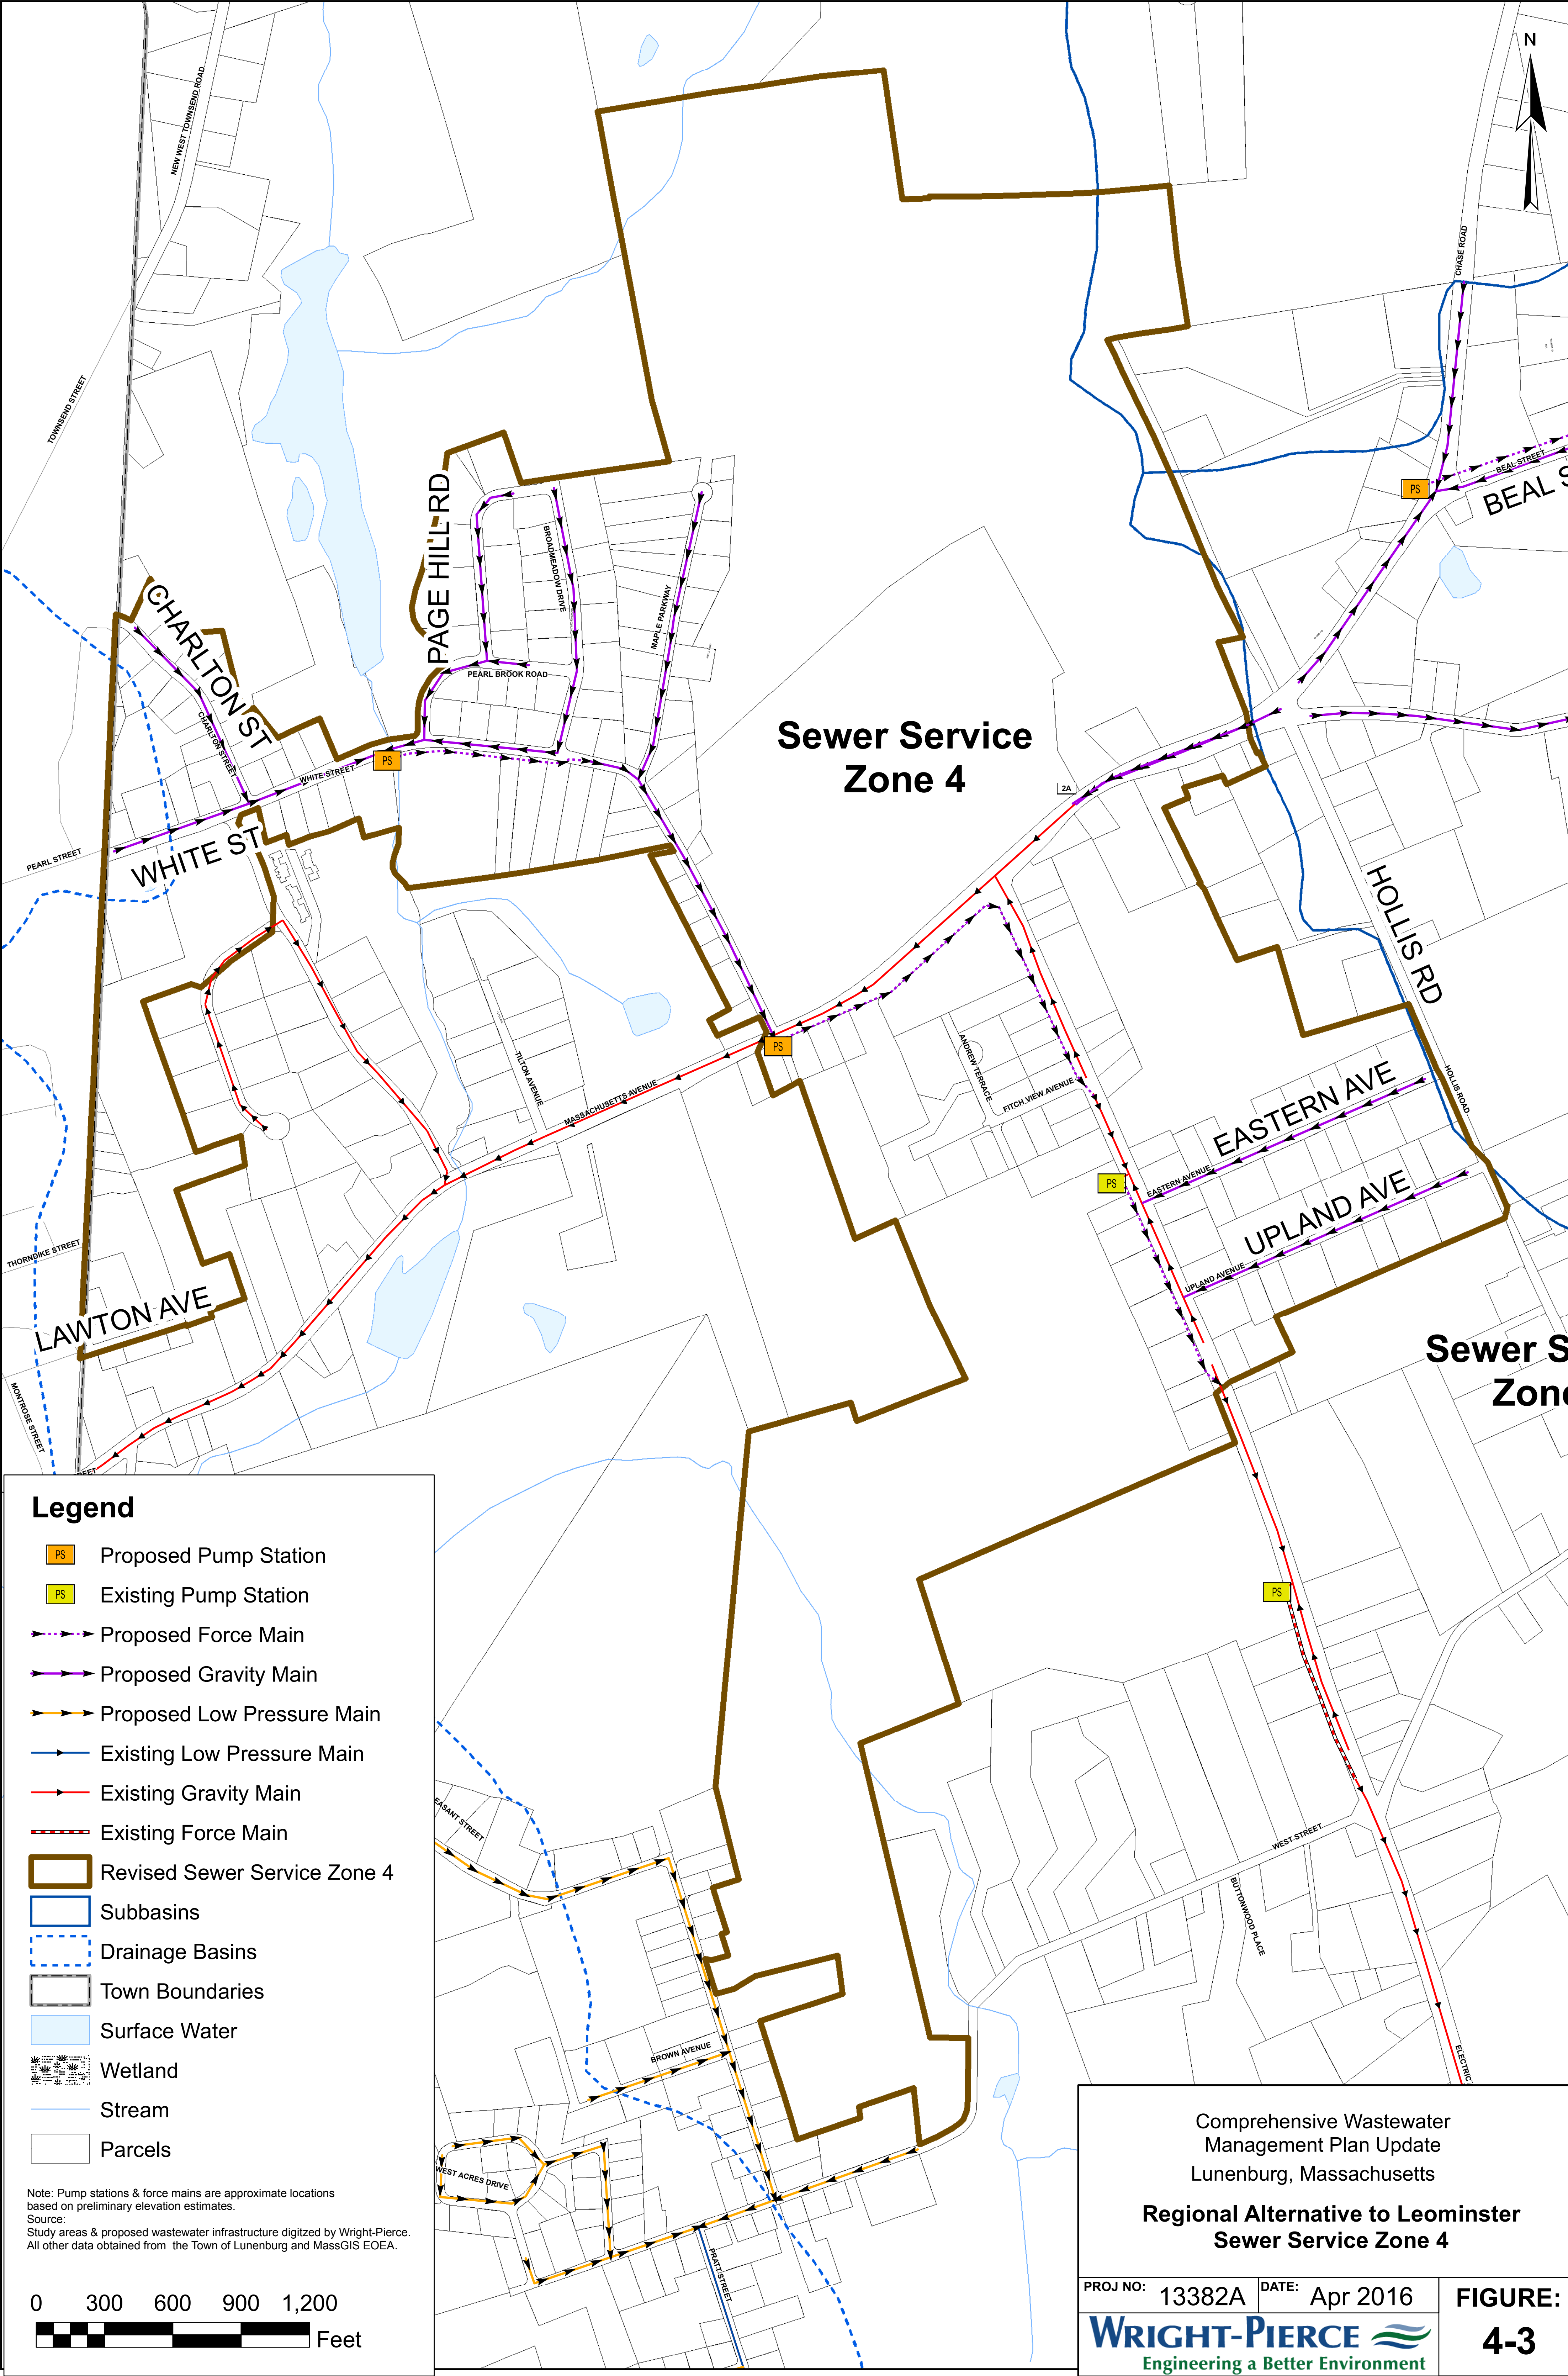 N
NEW WEST TOWNSEND ROAD
CHASE ROAD
TOWNSEND STREET
PAGE HILL RD
BROADMEADOW DRIVE
MAPLE PARKWAY
PEARL BROOK ROAD
PS
BEAL STREET
BEAL S
CHARLTON ST
CHARLTON STREET
WHITE STREET
PS
PEARL STREET
WHITE ST
Sewer Service
Zone 4
2A
HOLLIS RD
HOLLIS ROAD
PS
TILTON AVENUE
MASSACHUSETTS AVENUE
ANDREW TERRACE
FITCH VIEW AVENUE
EASTERN AVE
EASTERN AVENUE
PS
UPLAND AVE
UPLAND AVENUE
THORNDIKE STREET
LAWTON AVE
MONTROSE STREET
REET
Sewer S
Zone
PS
WEST STREET
BUTTONWOOD PLACE
ELECTRIC
EASANT STREET
BROWN AVENUE
WEST ACRES DRIVE
PRATT STREET
Legend
PS Proposed Pump Station
PS Existing Pump Station
Proposed Force Main
Proposed Gravity Main
Proposed Low Pressure Main
Existing Low Pressure Main
Existing Gravity Main
Existing Force Main
Revised Sewer Service Zone 4
Subbasins
Drainage Basins
Town Boundaries
Surface Water
Wetland
Stream
Parcels
Note: Pump stations & force mains are approximate locations
based on preliminary elevation estimates.
Source:
Study areas & proposed wastewater infrastructure digitzed by Wright-Pierce.
All other data obtained from the Town of Lunenburg and MassGIS EOEA.
0 300 600 900 1,200
Feet
Comprehensive Wastewater
Management Plan Update
Lunenburg, Massachusetts
Regional Alternative to Leominster
Sewer Service Zone 4
PROJ NO: 13382A DATE: Apr 2016
FIGURE:
4-3
WRIGHT-PIERCE
Engineering a Better Environment